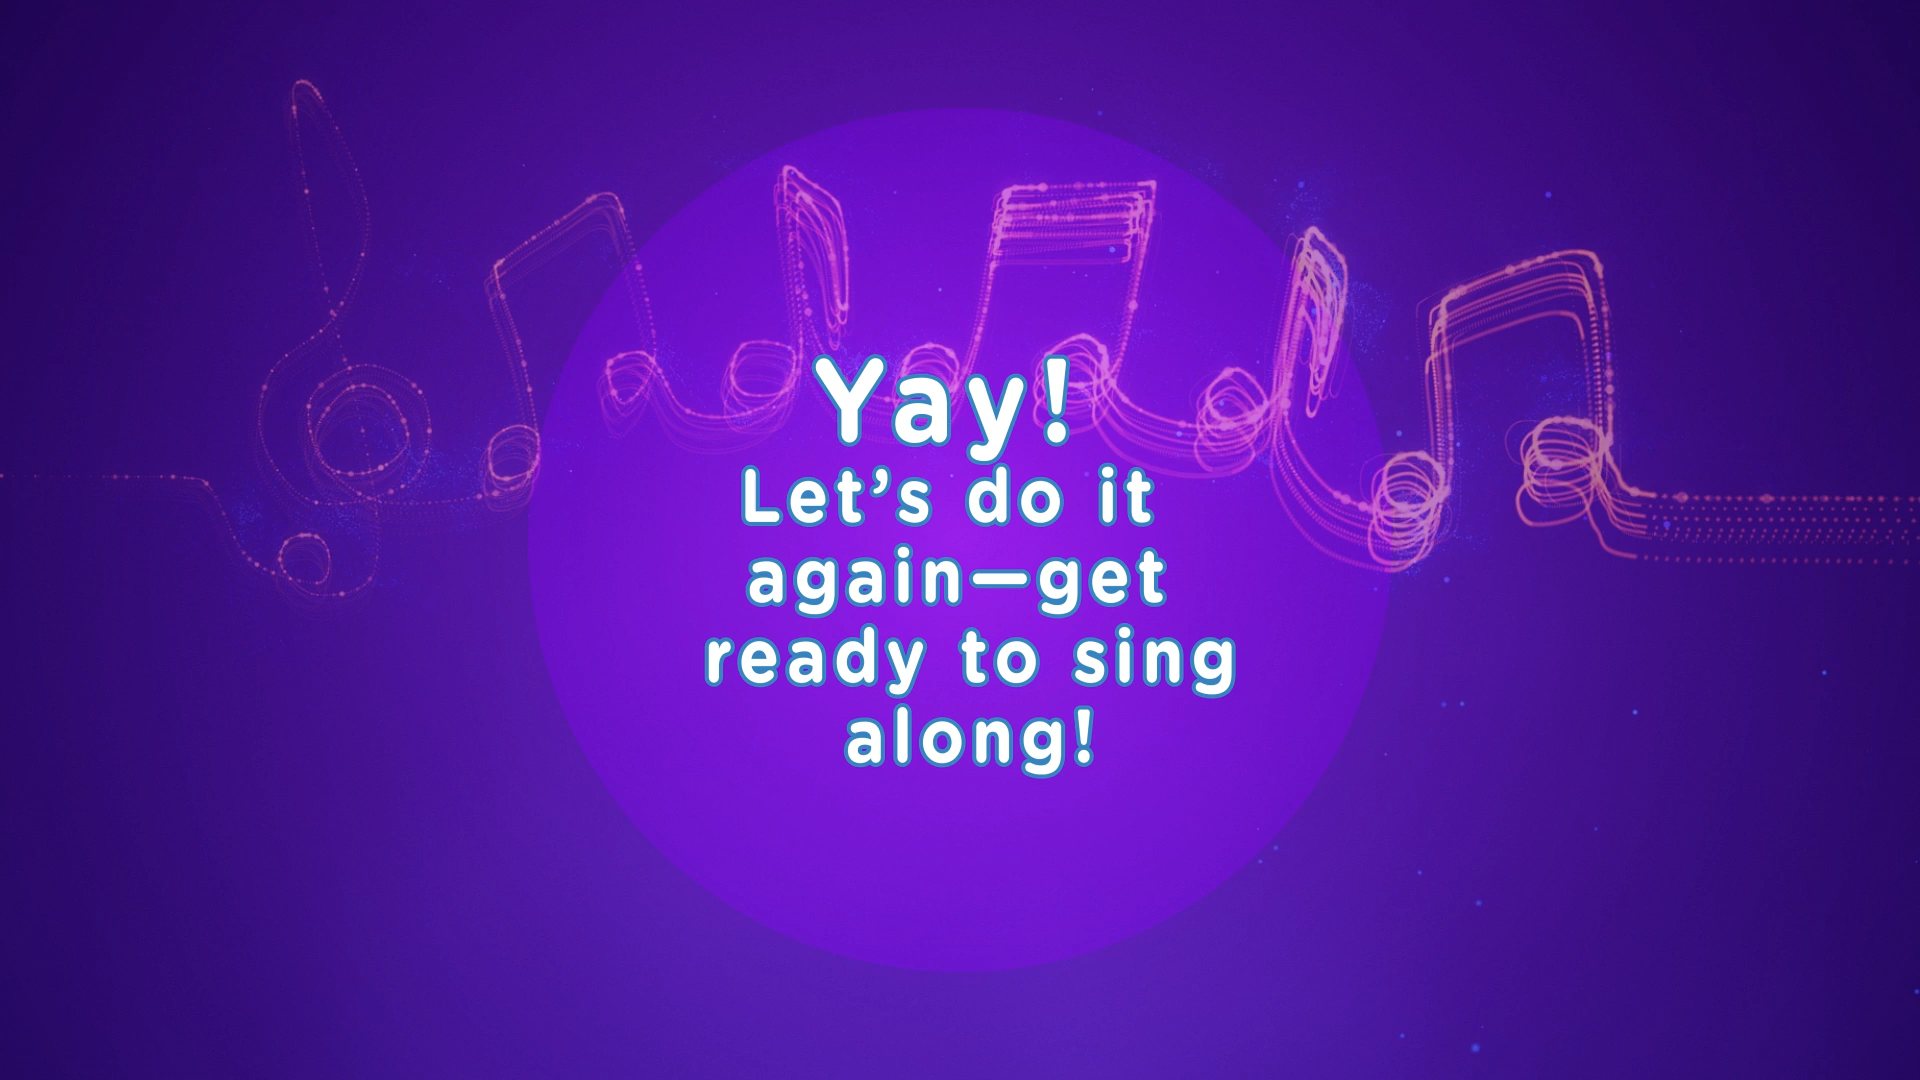 Yay!
Let’s do it
again—get
ready to sing
along!